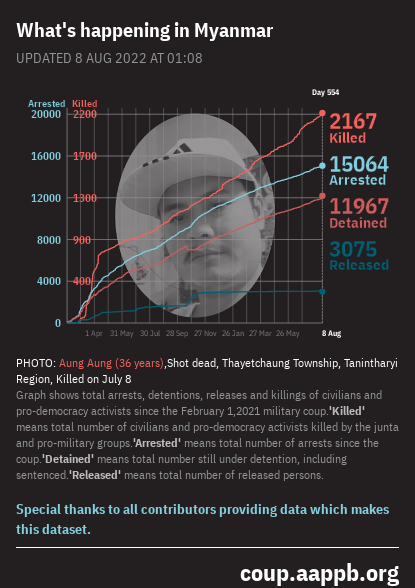 What's happening in Myanmar
UPDATED 8 AUG 2022 AT 01:08
Day 554
Arrested Killed
20000 2200
2167
Killed
16000 1700
15064
Arrested
12000 1300
11967
Detained
8000 900
3075
Released
4000 400
0
1 Apr 31 May 30 Jul 28 Sep 27 Nov 26 Jan 27 Mar 26 May 8 Aug
PHOTO: Aung Aung (36 years),Shot dead, Thayetchaung Township, Tanintharyi
Region, Killed on July 8
Graph shows total arrests, detentions, releases and killings of civilians and
pro-democracy activists since the February 1,2021 military coup.'Killed'
means total number of civilians and pro-democracy activists killed by the junta
and pro-military groups.'Arrested' means total number of arrests since the
coup.'Detained' means total number still under detention, including
sentenced.'Released' means total number of released persons.
Special thanks to all contributors providing data which makes
this dataset.
coup.aappb.org